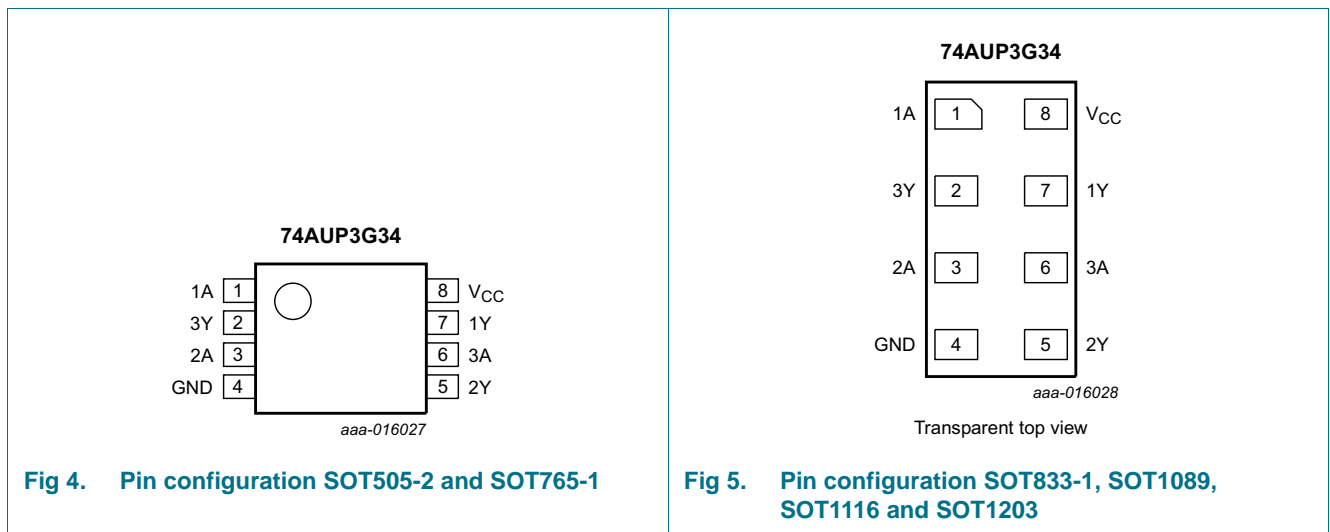 74AUP3G34
1A 1 8 VCC
3Y 2 7 1Y
2A 3 6 3A
GND 4 5 2Y
aaa-016027
Fig 4. Pin configuration SOT505-2 and SOT765-1
74AUP3G34
1A 1 8 VCC
3Y 2 7 1Y
2A 3 6 3A
GND 4 5 2Y
aaa-016028
Transparent top view
Fig 5. Pin configuration SOT833-1, SOT1089,
SOT1116 and SOT1203